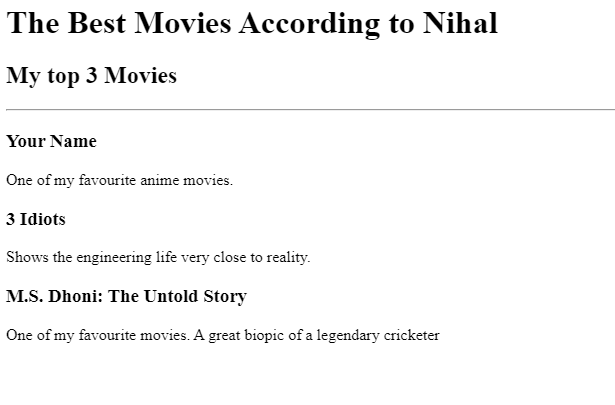 The Best Movies According to Nihal
My top 3 Movies
Your Name
One of my favourite anime movies.
3 Idiots
Shows the engineering life very close to reality.
M.S. Dhoni: The Untold Story
One of my favourite movies. A great biopic of a legendary cricketer